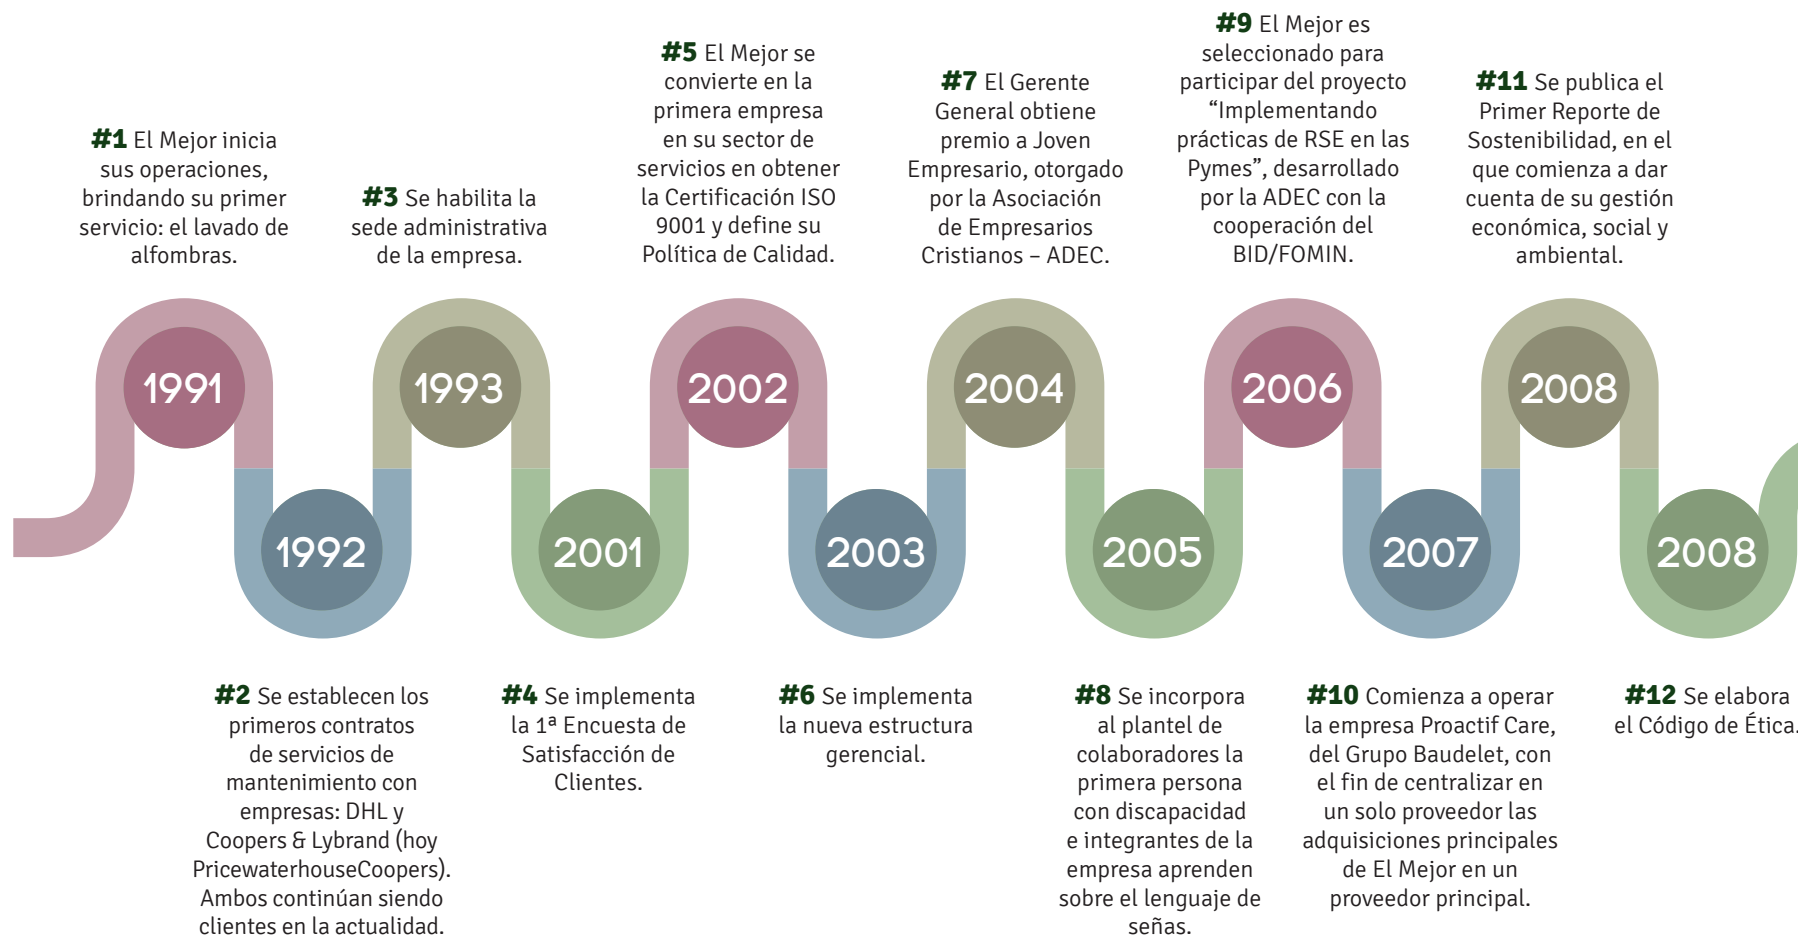 #1 El Mejor inicia
sus operaciones,
brindando su primer
servicio: el lavado de
alfombras.
1991
#2 Se establecen los
primeros contratos
de servicios de
mantenimiento con
empresas: DHL y
Coopers & Lybrand (hoy
PricewaterhouseCoopers).
Ambos continúan siendo
clientes en la actualidad.
1992
#3 Se habilita la
sede administrativa
de la empresa.
1993
#4 Se implementa
la 1ª Encuesta de
Satisfacción de
Clientes.
2001
#5 El Mejor se
convierte en la
primera empresa
en su sector de
servicios en obtener
la Certificación ISO
9001 y define su
Política de Calidad.
2002
#6 Se implementa
la nueva estructura
gerencial.
2003
#7 El Gerente
General obtiene
premio a Joven
Empresario, otorgado
por la Asociación
de Empresarios
Cristianos – ADEC.
2004
#8 Se incorpora
al plantel de
colaboradores la
primera persona
con discapacidad
e integrantes de la
empresa aprenden
sobre el lenguaje de
señas.
2005
#9 El Mejor es
seleccionado para
participar del proyecto
“Implementando
prácticas de RSE en las
Pymes”, desarrollado
por la ADEC con la
cooperación del
BID/FOMIN.
2006
#10 Comienza a operar
la empresa Proactif Care,
del Grupo Baudelet, con
el fin de centralizar en
un solo proveedor las
adquisiciones principales
de El Mejor en un
proveedor principal.
2007
#11 Se publica el
Primer Reporte de
Sostenibilidad, en el
que comienza a dar
cuenta de su gestión
económica, social y
ambiental.
2008
#12 Se elabora
el Código de Ética.
2008